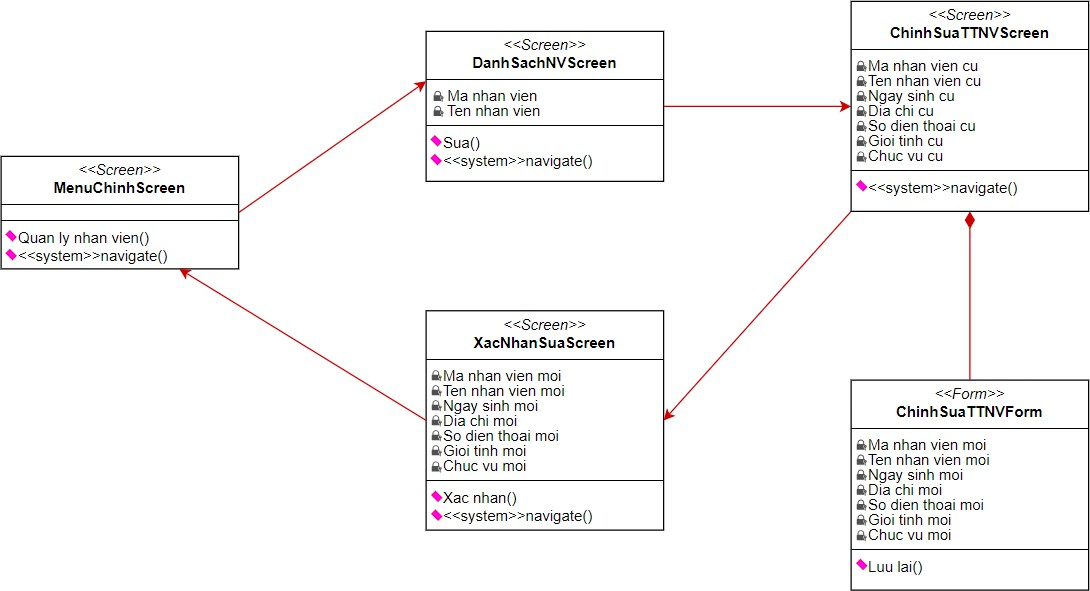 <<Screen>>
MenuChinhScreen
Quan ly nhan vien()
<<system>>navigate()
<<Screen>>
DanhSachNVScreen
Ma nhan vien
Ten nhan vien
Sua()
<<system>>navigate()
<<Screen>>
ChinhSuaTTNVScreen
Ma nhan vien cu
Ten nhan vien cu
Ngay sinh cu
Dia chi cu
So dien thoai cu
Gioi tinh cu
Chuc vu cu
<<system>>navigate()
<<Screen>>
XacNhanSuaScreen
Ma nhan vien moi
Ten nhan vien moi
Ngay sinh moi
Dia chi moi
So dien thoai moi
Gioi tinh moi
Chuc vu moi
Xac nhan()
<<system>>navigate()
<<Form>>
ChinhSuaTTNVForm
Ma nhan vien moi
Ten nhan vien moi
Ngay sinh moi
Dia chi moi
So dien thoai moi
Gioi tinh moi
Chuc vu moi
Luu lai()